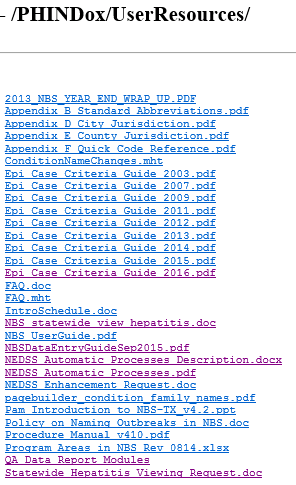 - /PHINDox/UserResources/
2013_NBS_YEAR_END_WRAP_UP.PDF
Appendix B Standard Abbreviations.pdf
Appendix D City Jurisdiction.pdf
Appendix E County Jurisdiction.pdf
Appendix F Quick Code Reference.pdf
ConditionNameChanges.mht
Epi Case Criteria Guide 2003.pdf
Epi Case Criteria Guide 2007.pdf
Epi Case Criteria Guide 2009.pdf
Epi Case Criteria Guide 2011.pdf
Epi Case Criteria Guide 2012.pdf
Epi Case Criteria Guide 2013.pdf
Epi Case Criteria Guide 2014.pdf
Epi Case Criteria Guide 2015.pdf
Epi Case Criteria Guide 2016.pdf
FAQ.doc
FAQ.mht
IntroSchedule.doc
NBS statewide view hepatitis.doc
NBS UserGuide.pdf
NBSDataEntryGuideSep2015.pdf
NEDSS Automatic Processes Description.docx
NEDSS Automatic Processes.pdf
NEDSS Enhancement Request.doc
pagebuilder_condition_family_names.pdf
Pam Introduction to NBS-TX_v4.2.ppt
Policy on Naming Outbreaks in NBS.doc
Procedure Manual v410.pdf
Program Areas in NBS Rev 0814.xlsx
QA Data Report Modules
Statewide Hepatitis Viewing Request.doc